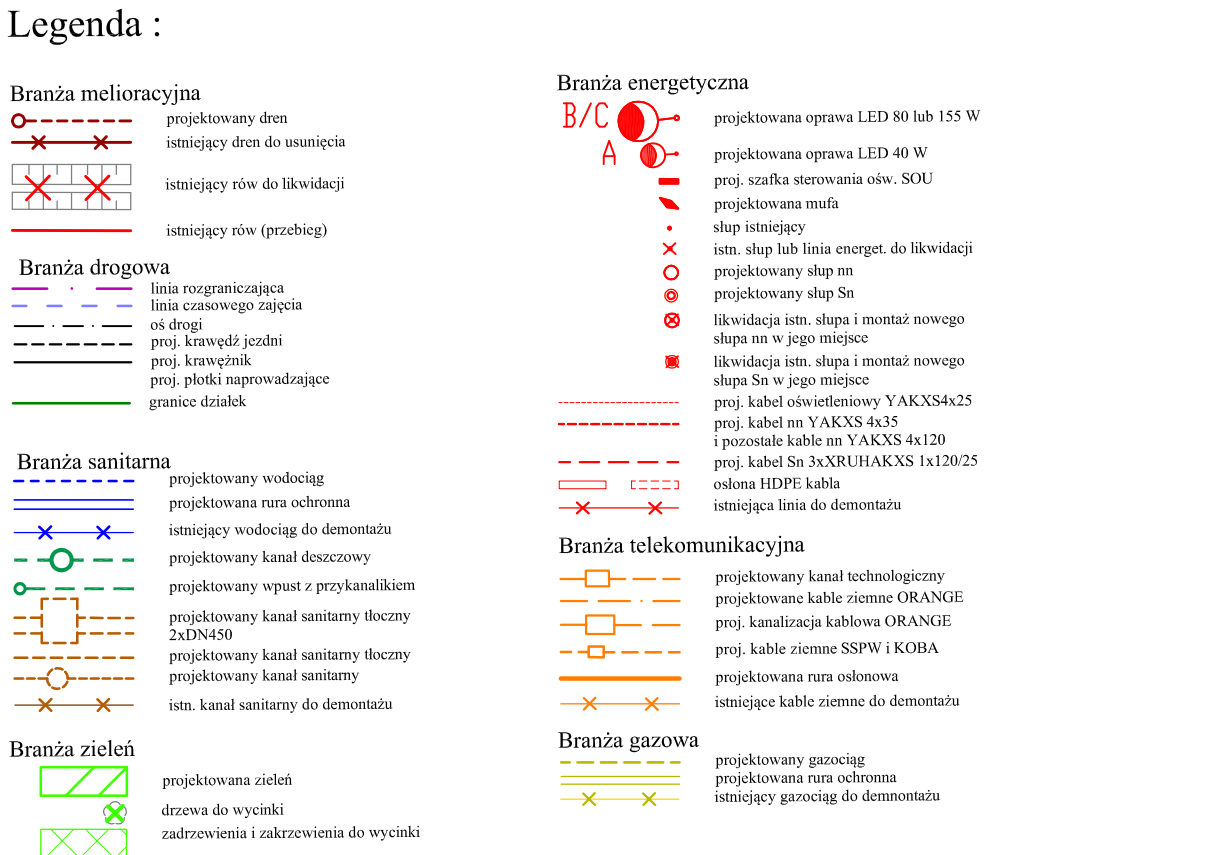 Legenda :
Branża melioracyjna
projektowany dren
istniejący dren do usunięcia
istniejący rów do likwidacji
istniejący rów (przebieg)
Branża drogowa
linia rozgraniczająca
linia czasowego zajęcia
oś drogi
proj. krawędź jezdni
proj. krawężnik
proj. płotki naprowadzające
granice działek
Branża sanitarna
projektowany wodociąg
projektowana rura ochronna
istniejący wodociąg do demontażu
projektowany kanał deszczowy
projektowany wpust z przykanalikiem
projektowany kanał sanitarny tłoczny
2xDN450
projektowany kanał sanitarny tłoczny
projektowany kanał sanitarny
istn. kanał sanitarny do demontażu
Branża zieleń
projektowana zieleń
drzewa do wycinki
zadrzewienia i zakrzewienia do wycinki
Branża energetyczna
B/C projektowana oprawa LED 80 lub 155 W
A projektowana oprawa LED 40 W
proj. szafka sterowania ośw. SOU
projektowana mufa
słup istniejący
istn. słup lub linia energet. do likwidacji
projektowany słup nn
projektowany słup Sn
likwidacja istn. słupa i montaż nowego
słupa nn w jego miejsce
likwidacja istn. słupa i montaż nowego
słupa Sn w jego miejsce
proj. kabel oświetleniowy YAKXS4x25
proj. kabel nn YAKXS 4x35
i pozostałe kable nn YAKXS 4x120
proj. kabel Sn 3xXRUHAKXS 1x120/25
osłona HDPE kabla
istniejąca linia do demontażu
Branża telekomunikacyjna
projektowany kanał technologiczny
projektowane kable ziemne ORANGE
proj. kanalizacja kablowa ORANGE
proj. kable ziemne SSPW i KOBA
projektowana rura osłonowa
istniejące kable ziemne do demontażu
Branża gazowa
projektowany gazociąg
projektowana rura ochronna
istniejący gazociąg do demnontażu